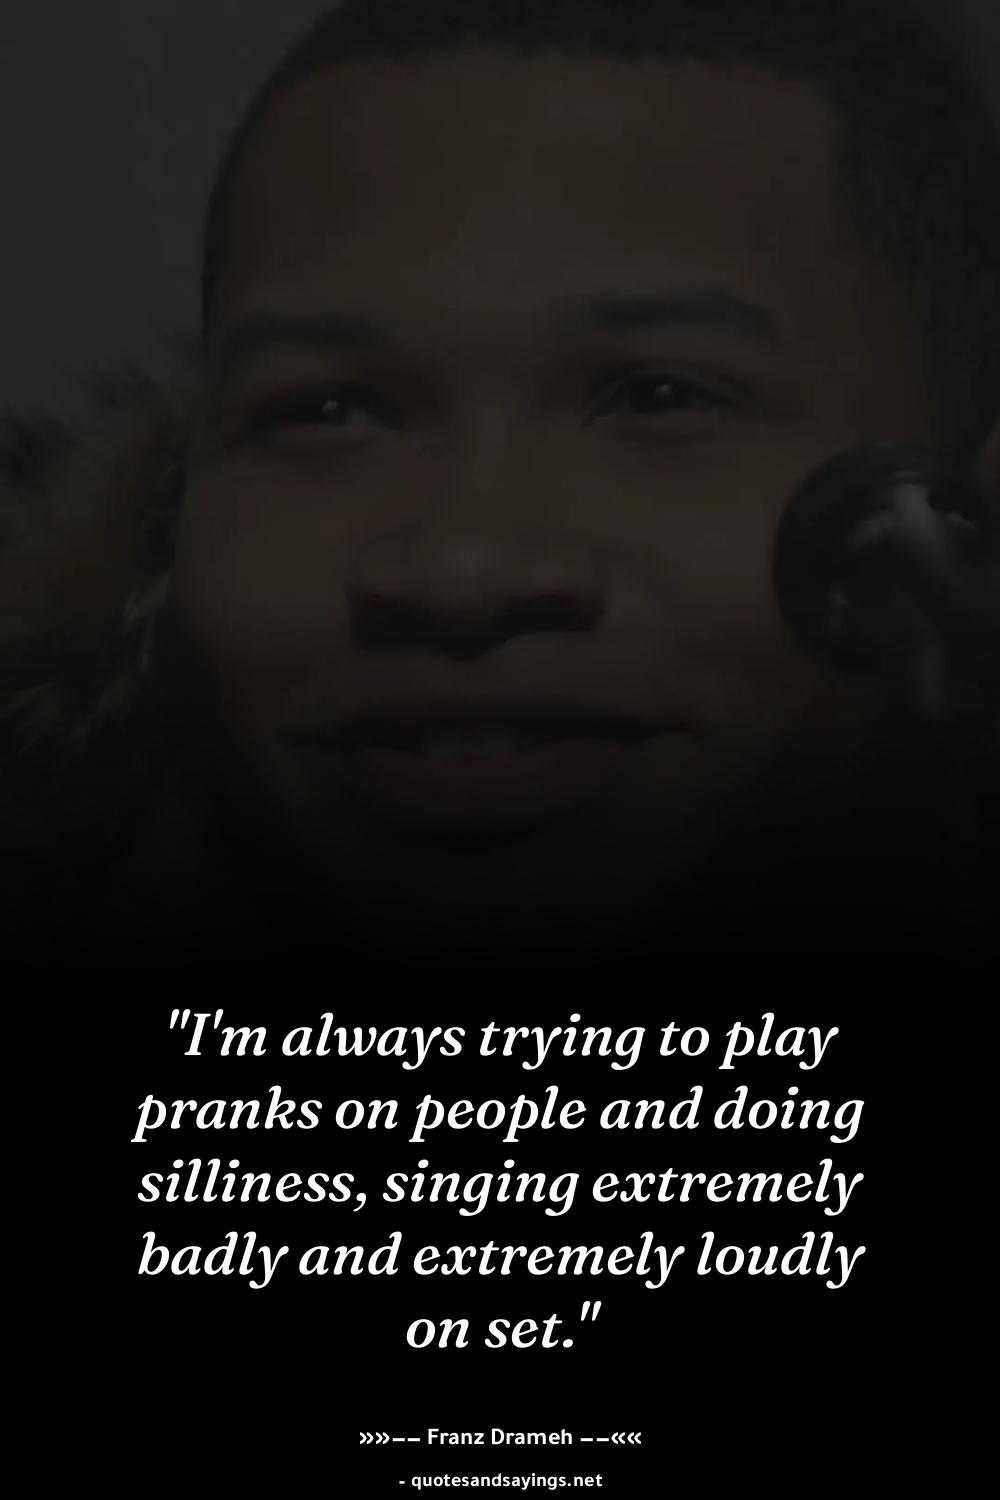 "I'm always trying to play
pranks on people and doing
silliness, singing extremely
badly and extremely loudly
on set."
»»−− Franz Drameh −−««
- quotesandsayings.net